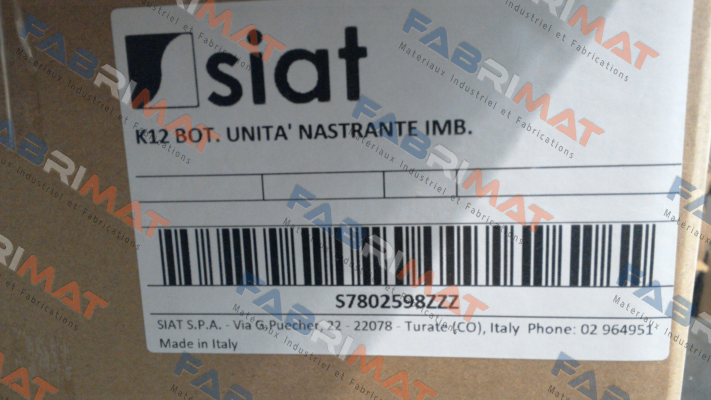 siat
K12 BOT. UNITA' NASTRANTE IMB.
S7802598ZZZ
SIAT S.P.A. - Via G.Puecher, 22 - 22078 - Turate (CO), Italy Phone: 02 964951
Made in Italy
FABRIMAT
Materiaux Industriel et Fabrications